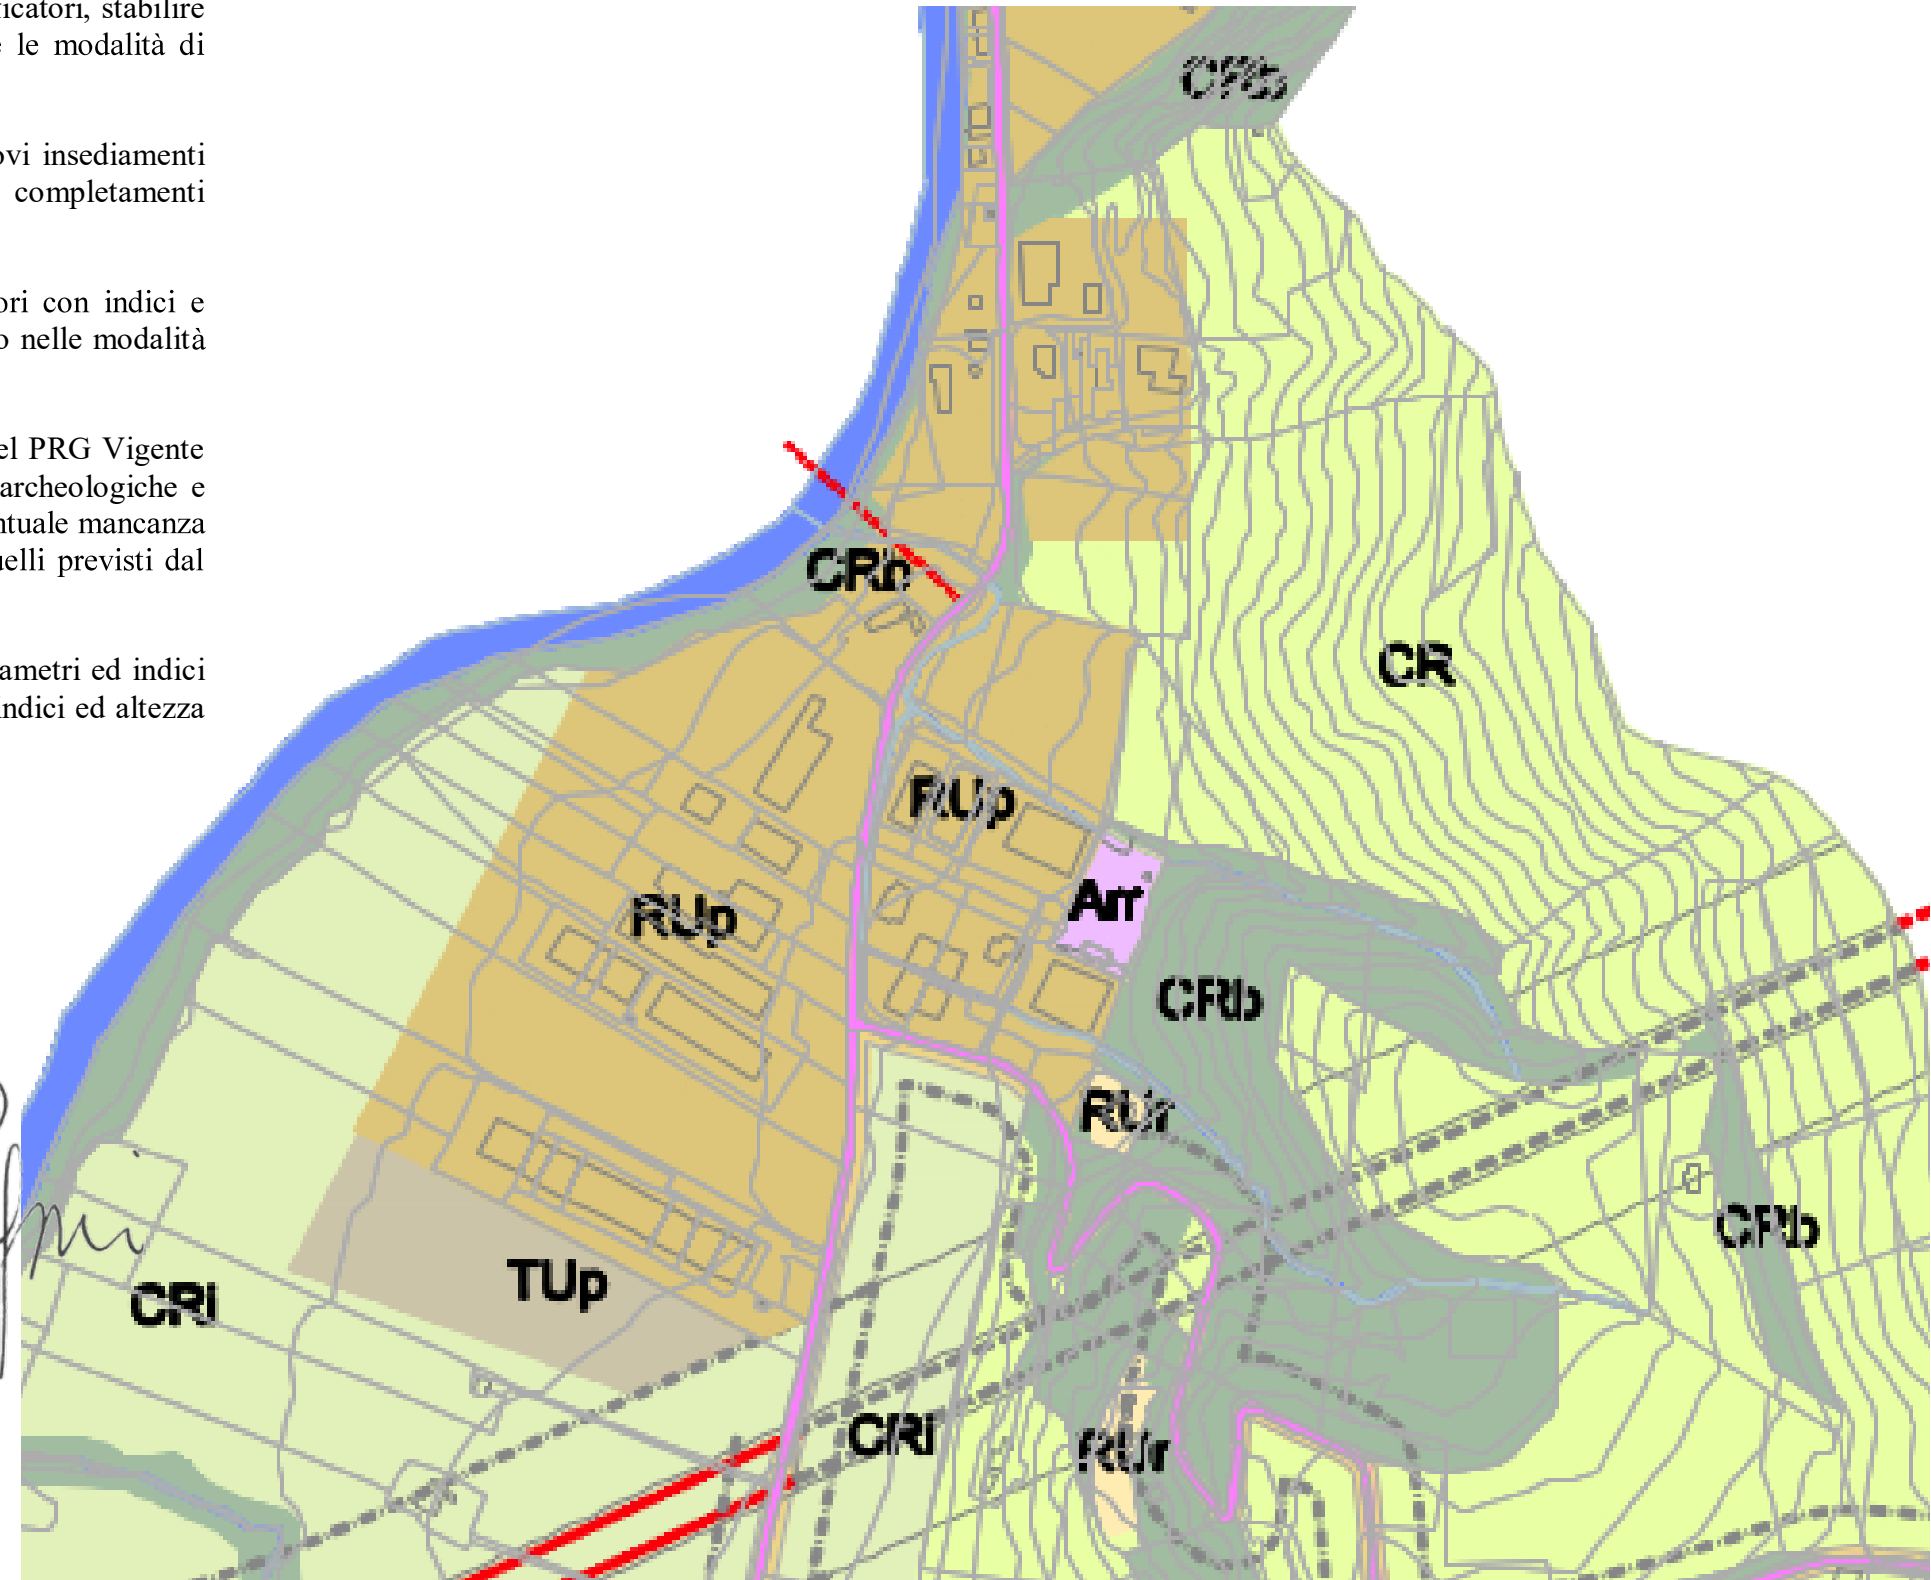 icatori, stabilire
e le modalità di
ovi insediamenti
completamenti
ori con indici e
o nelle modalità
el PRG Vigente
archeologiche e
ntuale mancanza
uelli previsti dal
ametri ed indici
indici ed altezza
CRb
CRb
CR
RUp
Arr
RUp
CRb
RUr
CRb
TUp
CRi
CRi
RUr